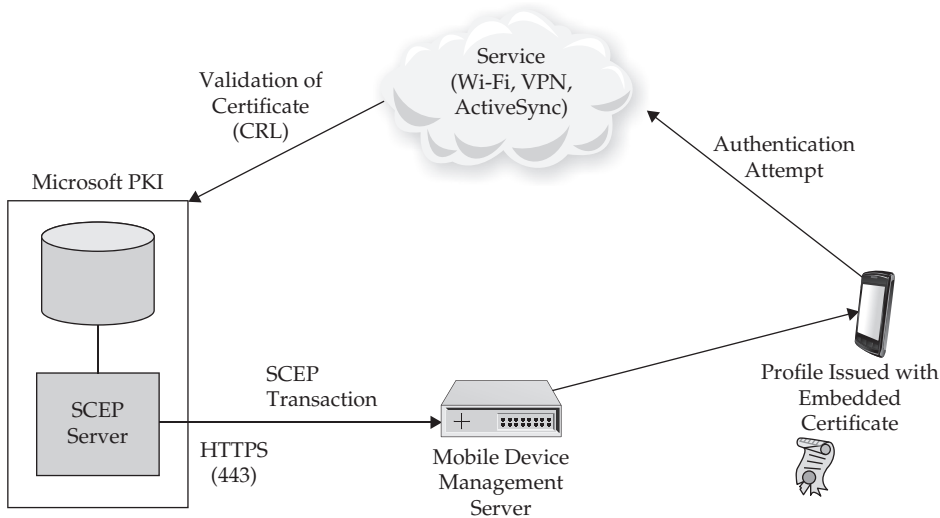 Service
(Wi-Fi, VPN,
ActiveSync)
Validation of
Certificate
(CRL)
Authentication
Attempt
Microsoft PKI
SCEP
Server
SCEP
Transaction
HTTPS
(443)
Mobile Device
Management
Server
Profile Issued with
Embedded
Certificate